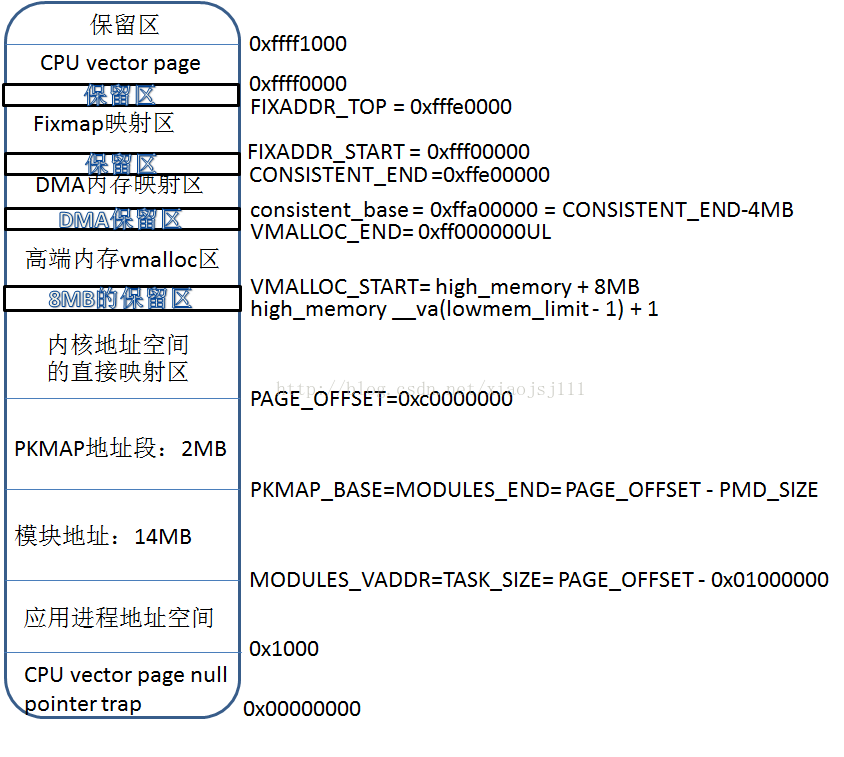 保留区
0xffff1000
CPU vector page
0xffff0000
保留区
FIXADDR_TOP = 0xfffe0000
Fixmap映射区
FIXADDR_START = 0xfff00000
保留区
CONSISTENT_END =0xffe00000
DMA内存映射区
consistent_base = 0xffa00000 = CONSISTENT_END-4MB
DMA保留区
VMALLOC_END= 0xff000000UL
高端内存vmalloc区
VMALLOC_START= high_memory + 8MB
8MB的保留区
high_memory __va(lowmem_limit - 1) + 1
内核地址空间
的直接映射区
http://blog.csdn.net/xiaojsj111
PAGE_OFFSET=0xc0000000
PKMAP地址段：2MB
PKMAP_BASE=MODULES_END= PAGE_OFFSET - PMD_SIZE
模块地址：14MB
MODULES_VADDR=TASK_SIZE= PAGE_OFFSET - 0x01000000
应用进程地址空间
0x1000
CPU vector page null
pointer trap
0x00000000